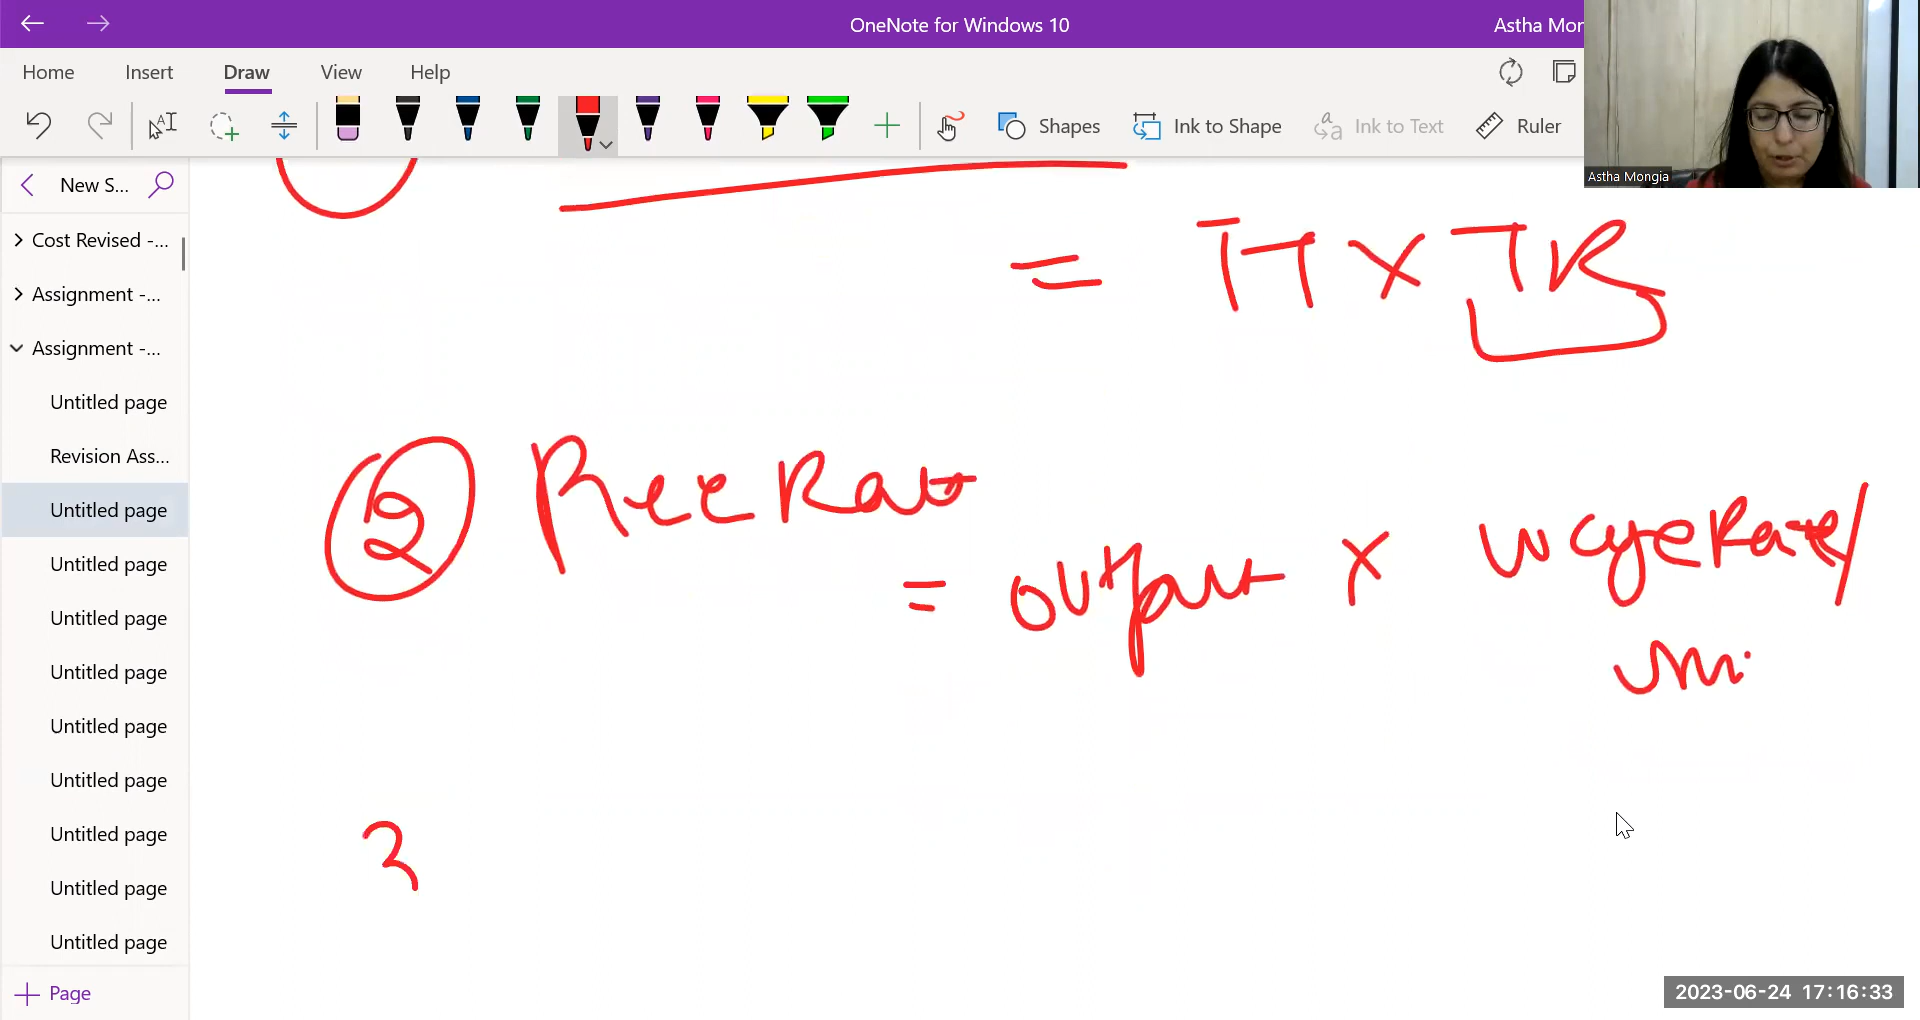 OneNote for Windows 10
Astha Mon
Home Insert Draw View Help
Shapes Ink to Shape Ink to Text Ruler
Astha Mongia
New S...
Cost Revised -...
Assignment -...
Assignment -...
Untitled page
Revision Ass...
Untitled page
Untitled page
Untitled page
Untitled page
Untitled page
Untitled page
Untitled page
Untitled page
Untitled page
Page
= TT × TR
② Piece Rate
= output × wage Rate/
uni
3
2023-06-24 17:16:33